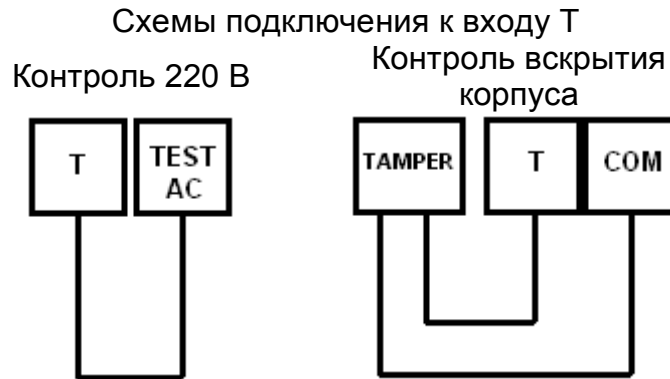 Схемы подключения к входу Т
Контроль 220 В
Контроль вскрытия
корпуса
T
TEST
AC
TAMPER
T
COM